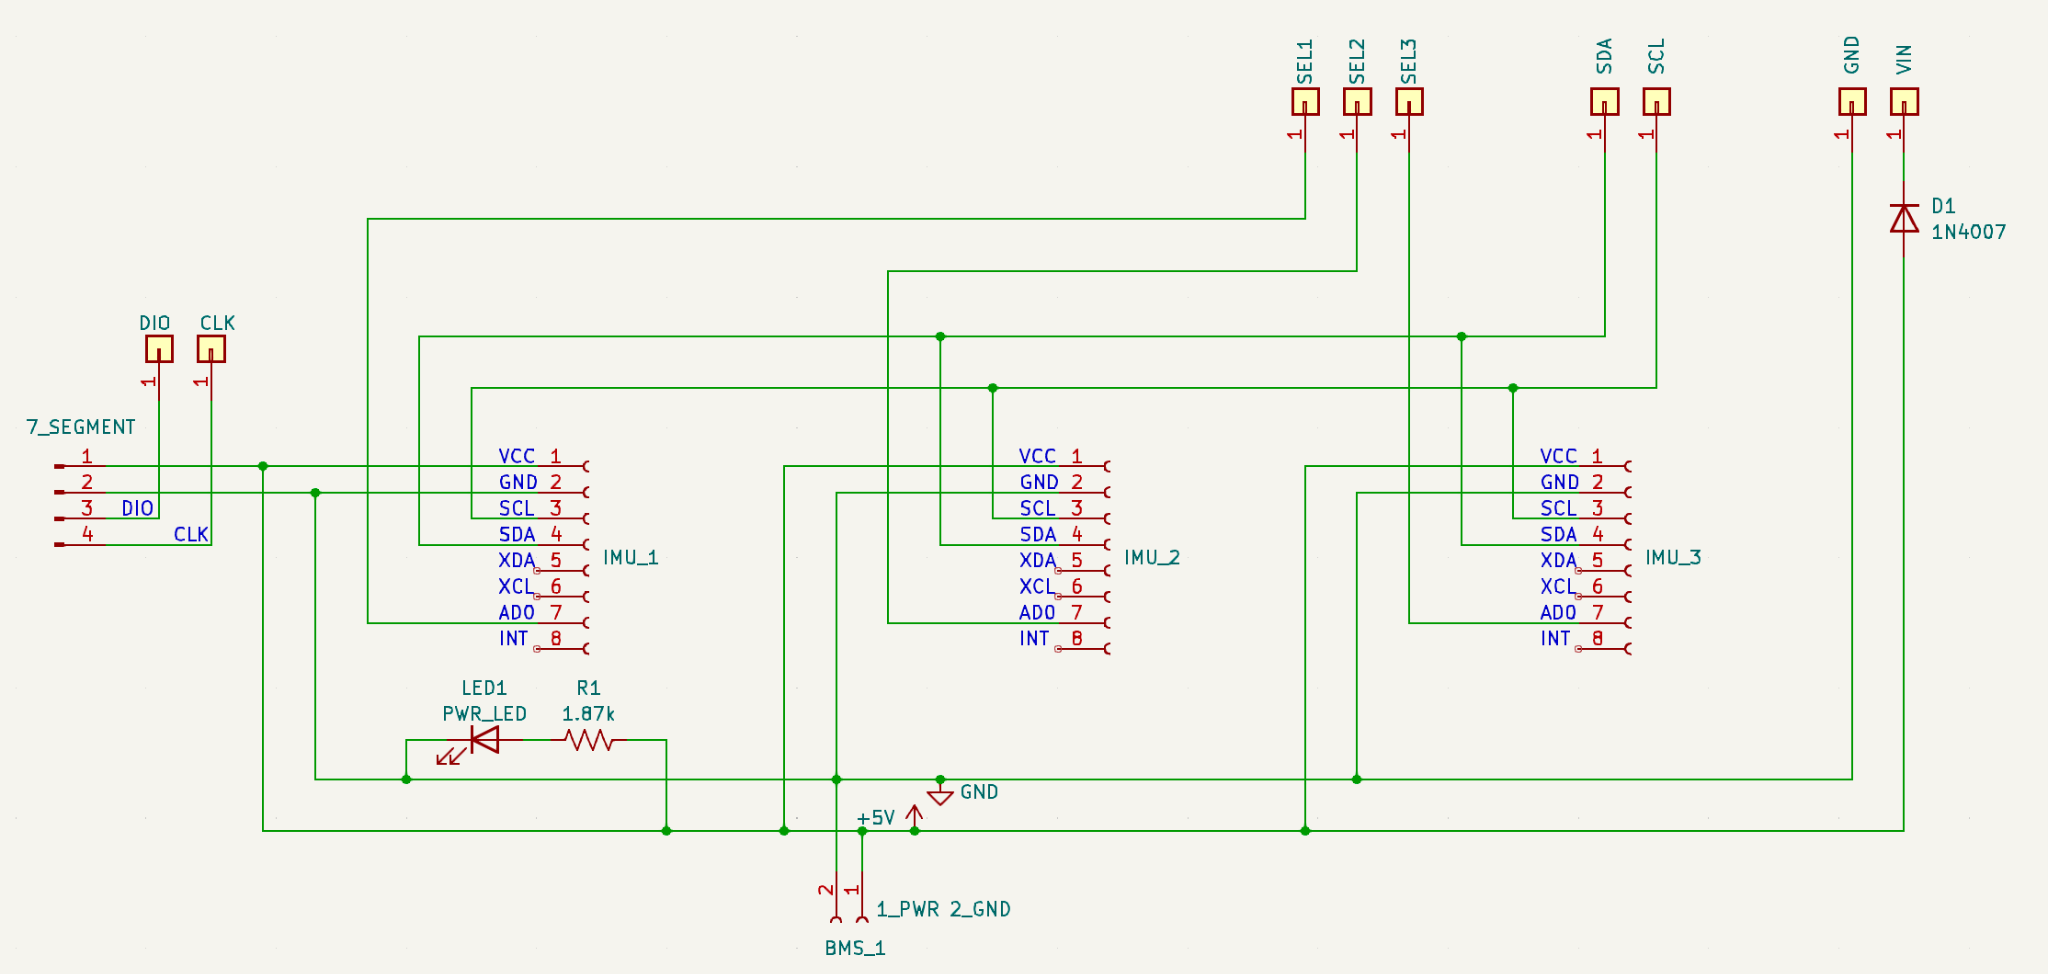 SEL1
SEL2
SEL3
SDA
SCL
GND
VIN
1
1
1
1
1
1
1
D1
1N4007
DIO
CLK
1
1
7_SEGMENT
1
2
3
4
DIO
CLK
VCC 1
GND 2
SCL 3
SDA 4
XDA 5
XCL 6
AD0 7
INT 8
IMU_1
VCC 1
GND 2
SCL 3
SDA 4
XDA 5
XCL 6
AD0 7
INT 8
IMU_2
VCC 1
GND 2
SCL 3
SDA 4
XDA 5
XCL 6
AD0 7
INT 8
IMU_3
LED1
PWR_LED
R1
1.87k
GND
+5V
2
1
1_PWR 2_GND
BMS_1